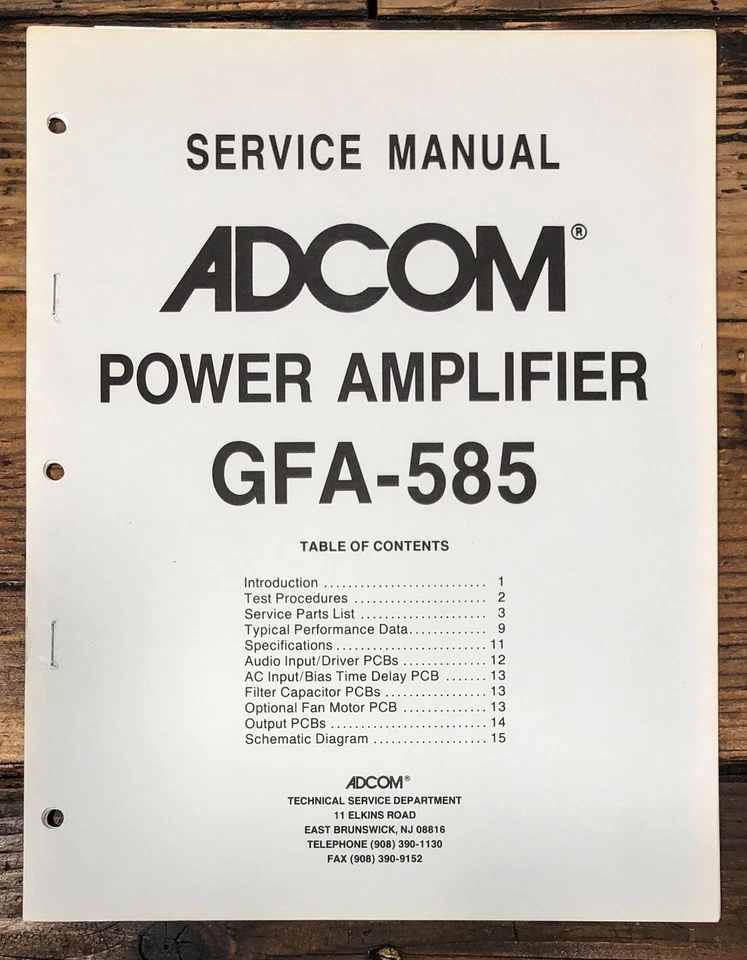 SERVICE MANUAL
ADCOM®
POWER AMPLIFIER
GFA-585
TABLE OF CONTENTS
Introduction .......................... 1
Test Procedures ...................... 2
Service Parts List ..................... 3
Typical Performance Data............. 9
Specifications ......................... 11
Audio Input/Driver PCBs .............. 12
AC Input/Bias Time Delay PCB ....... 13
Filter Capacitor PCBs ................. 13
Optional Fan Motor PCB .............. 13
Output PCBs .......................... 14
Schematic Diagram ................... 15
ADCOM®
TECHNICAL SERVICE DEPARTMENT
11 ELKINS ROAD
EAST BRUNSWICK, NJ 08816
TELEPHONE (908) 390-1130
FAX (908) 390-9152